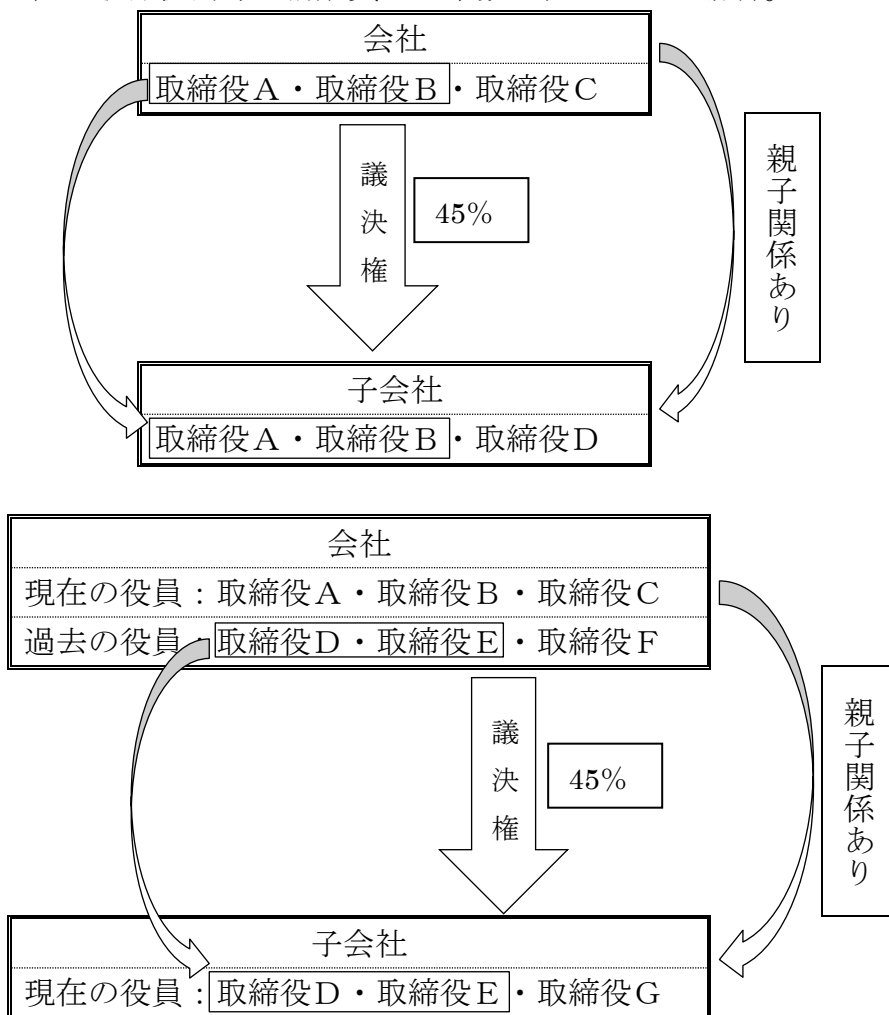 会社
取締役A・取締役B・取締役C
議決権
45%
親子関係あり
子会社
取締役A・取締役B・取締役D
会社
現在の役員：取締役A・取締役B・取締役C
過去の役員：取締役D・取締役E・取締役F
議決権
45%
親子関係あり
子会社
現在の役員：取締役D・取締役E・取締役G